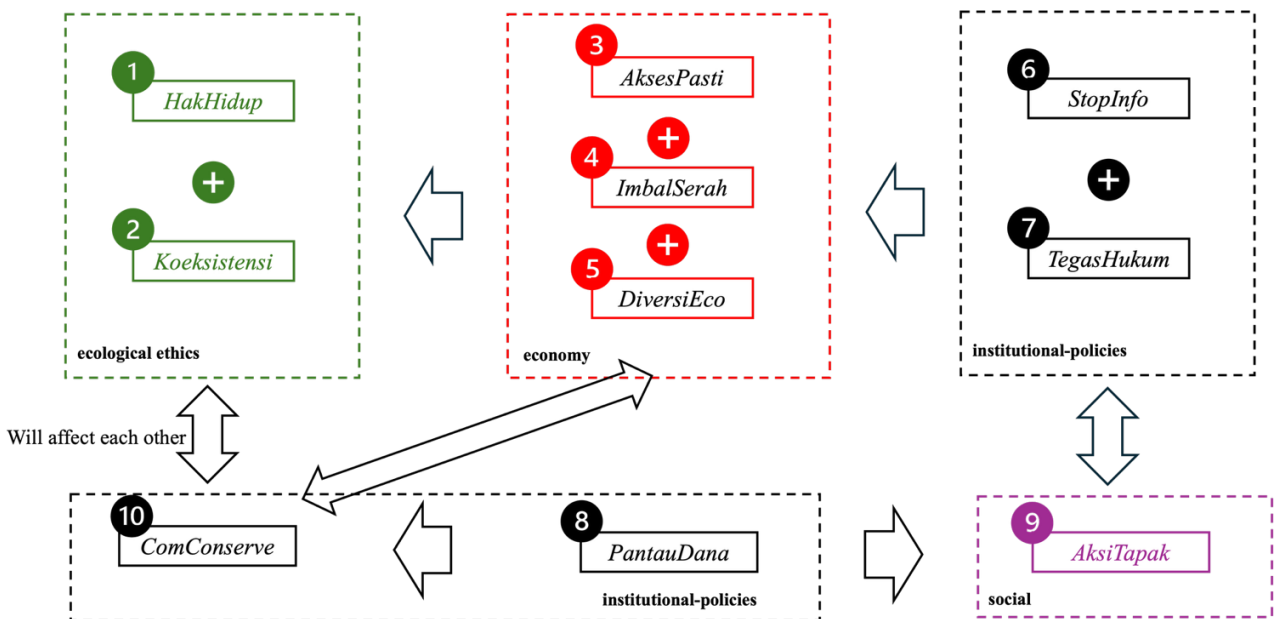 1
HakHidup
+
2
Koeksistensi
ecological ethics
3
AksesPasti
+
4
ImbalSerah
+
5
DiversiEco
economy
6
StopInfo
+
7
TegasHukum
institutional-policies
Will affect each other
10
ComConserve
8
PantauDana
institutional-policies
9
AksiTapak
social